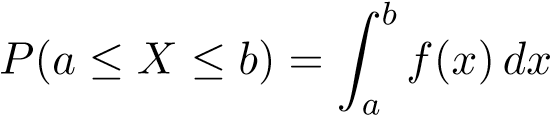 P(a ≤ X ≤ b) = ∫_a^b f(x) dx